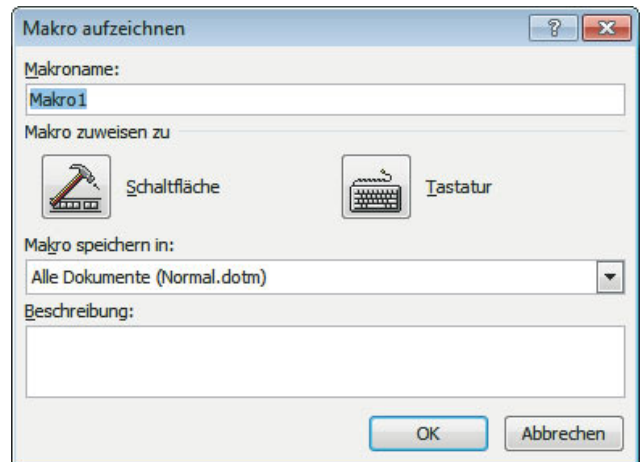 Makro aufzeichnen
Makroname:
Makro1
Makro zuweisen zu
Schaltfläche Tastatur
Makro speichern in:
Alle Dokumente (Normal.dotm)
Beschreibung:
OK Abbrechen